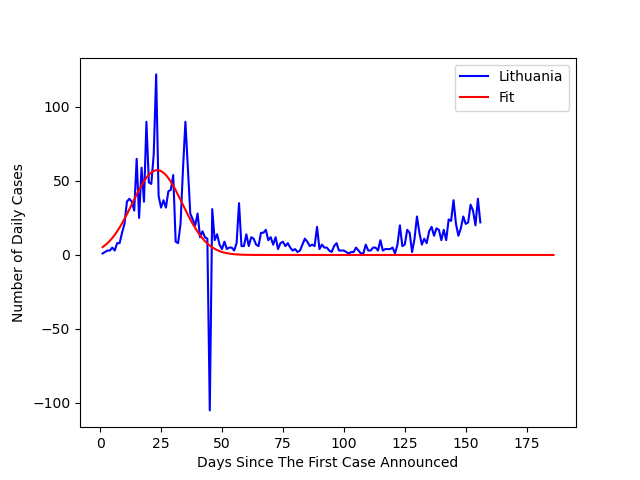 Lithuania
Fit
100
50
0
−50
−100
Number of Daily Cases
0 25 50 75 100 125 150 175
Days Since The First Case Announced